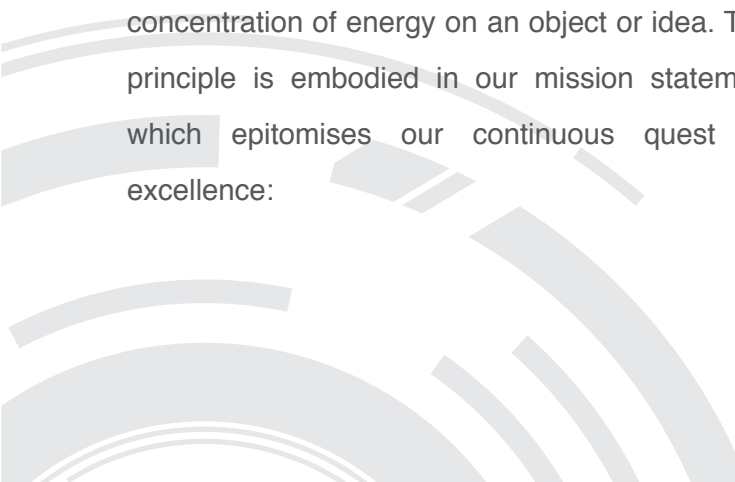 concentration of energy on an object or idea. T
principle is embodied in our mission statem
which epitomises our continuous quest
excellence: